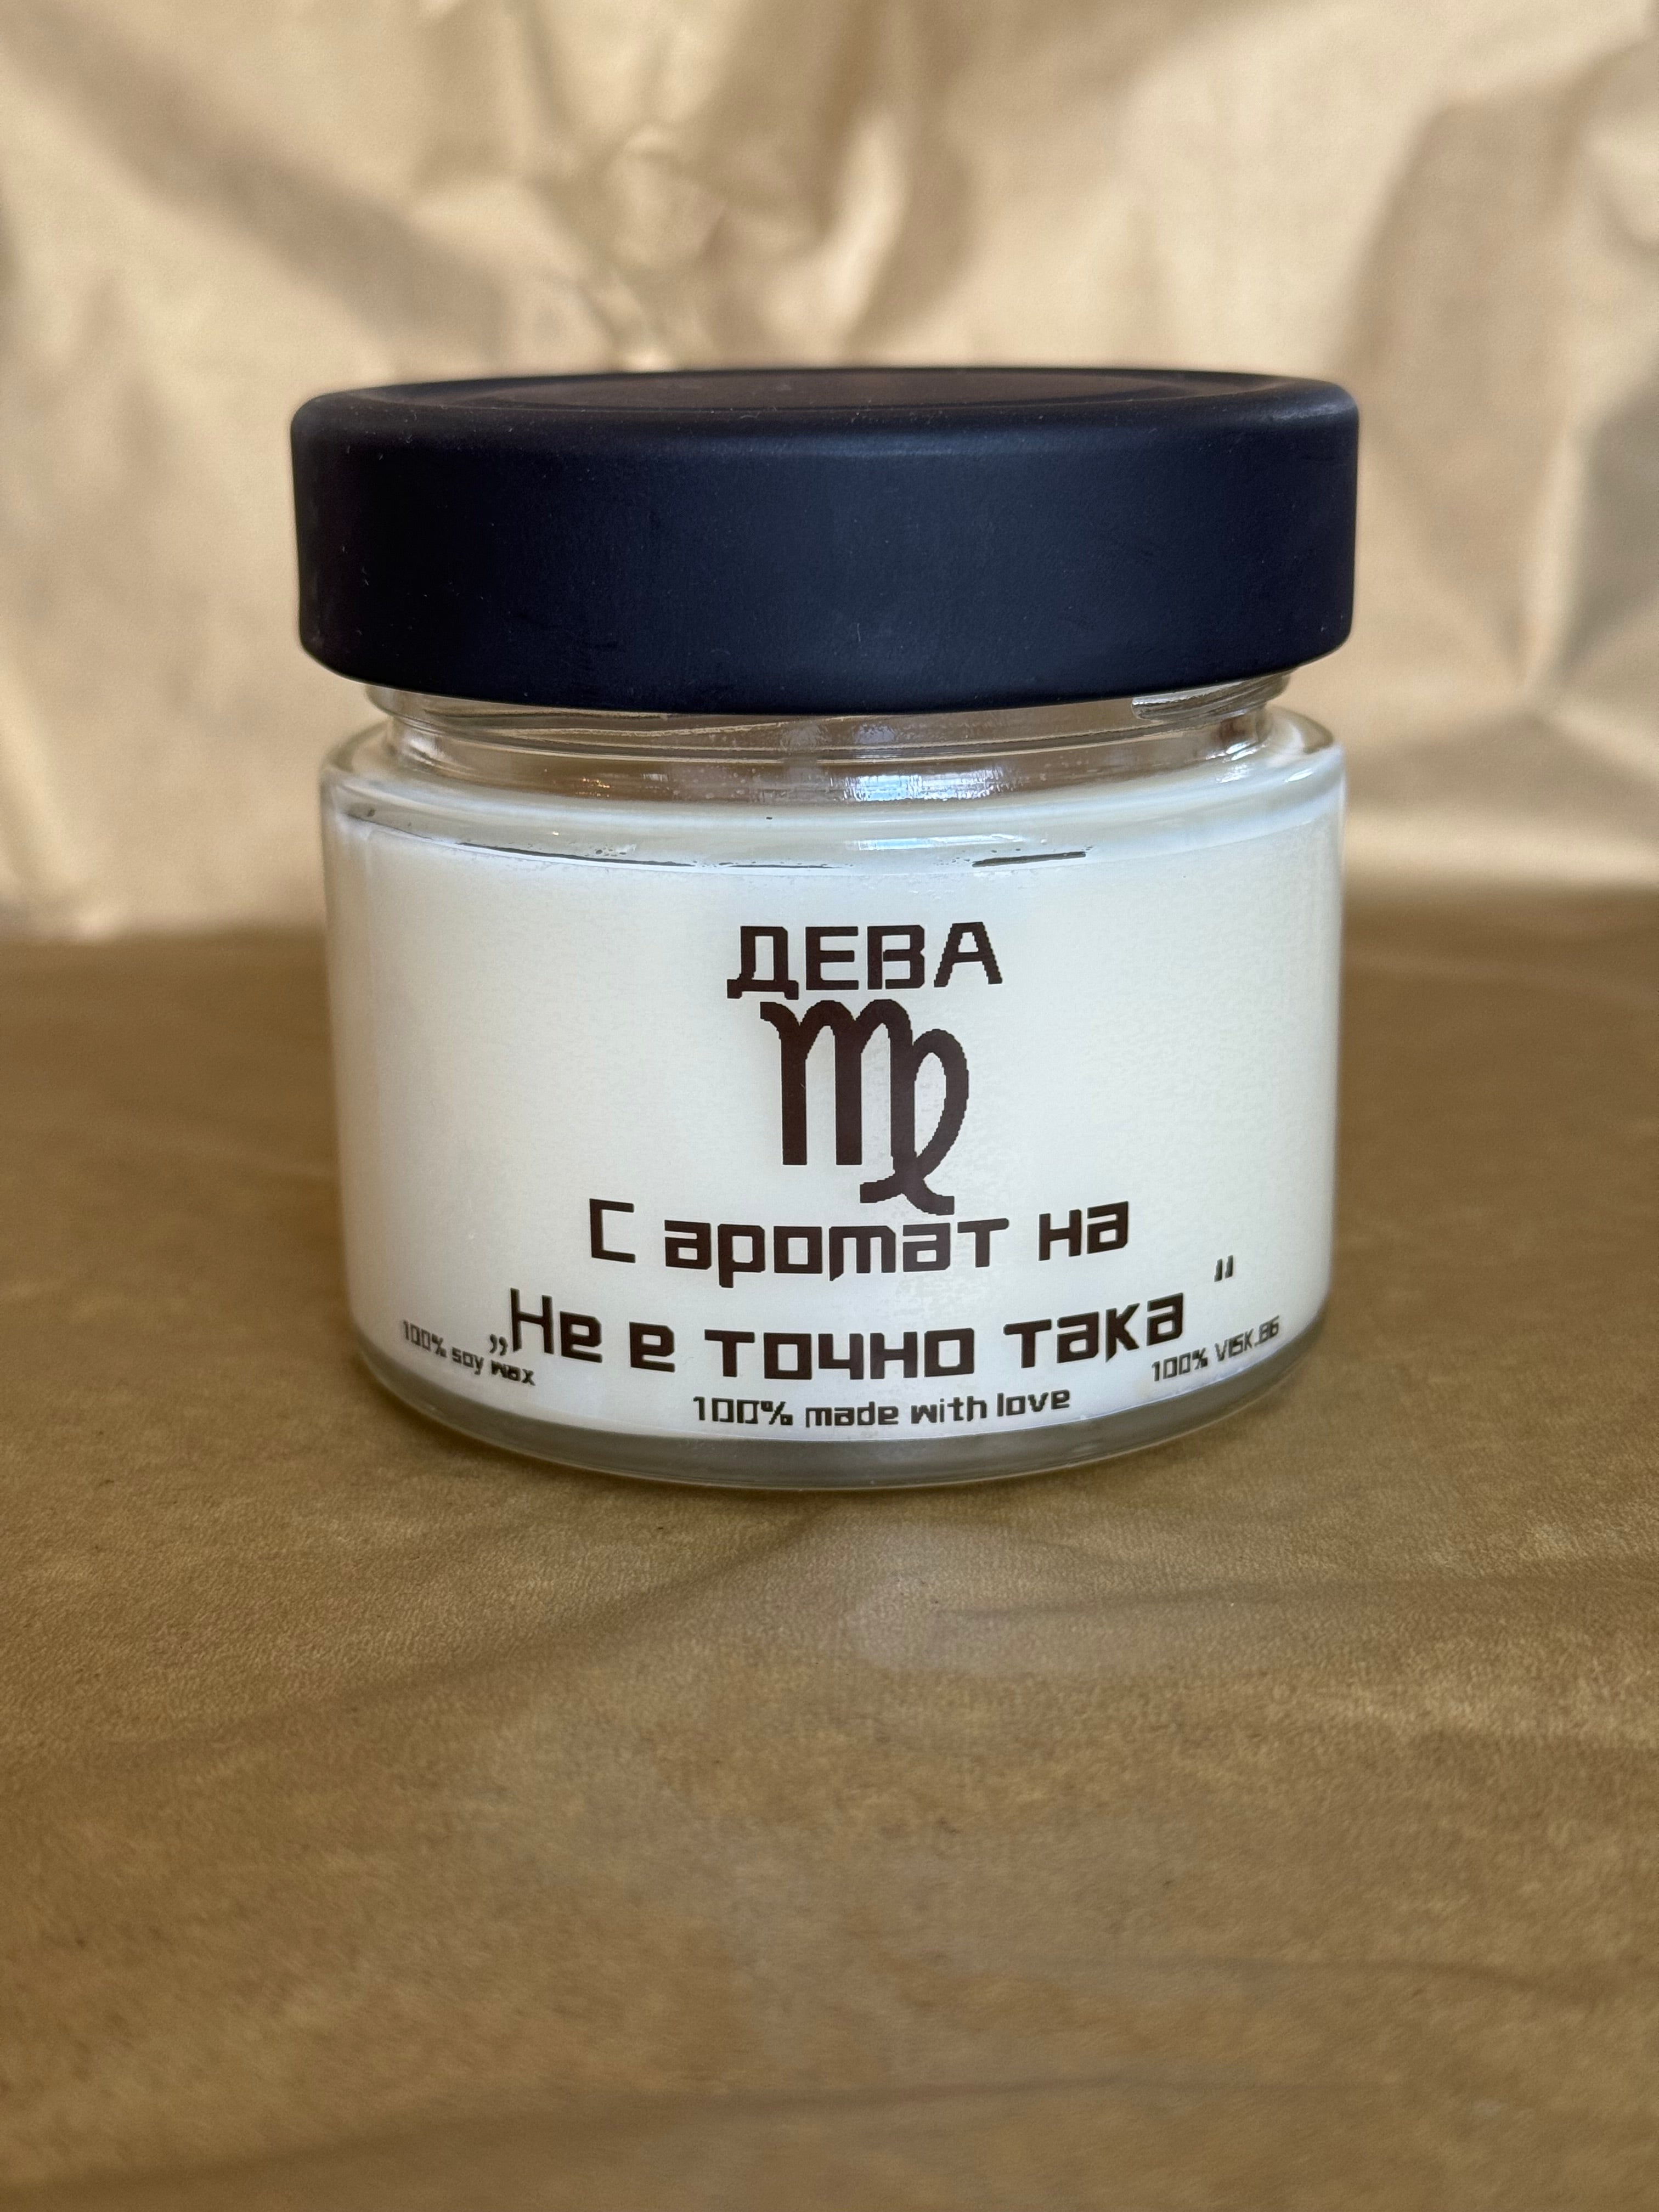 ДЕВА
С аромат на
„Не е точно така "
100% soy wax
100% VISK.BG
100% made with love